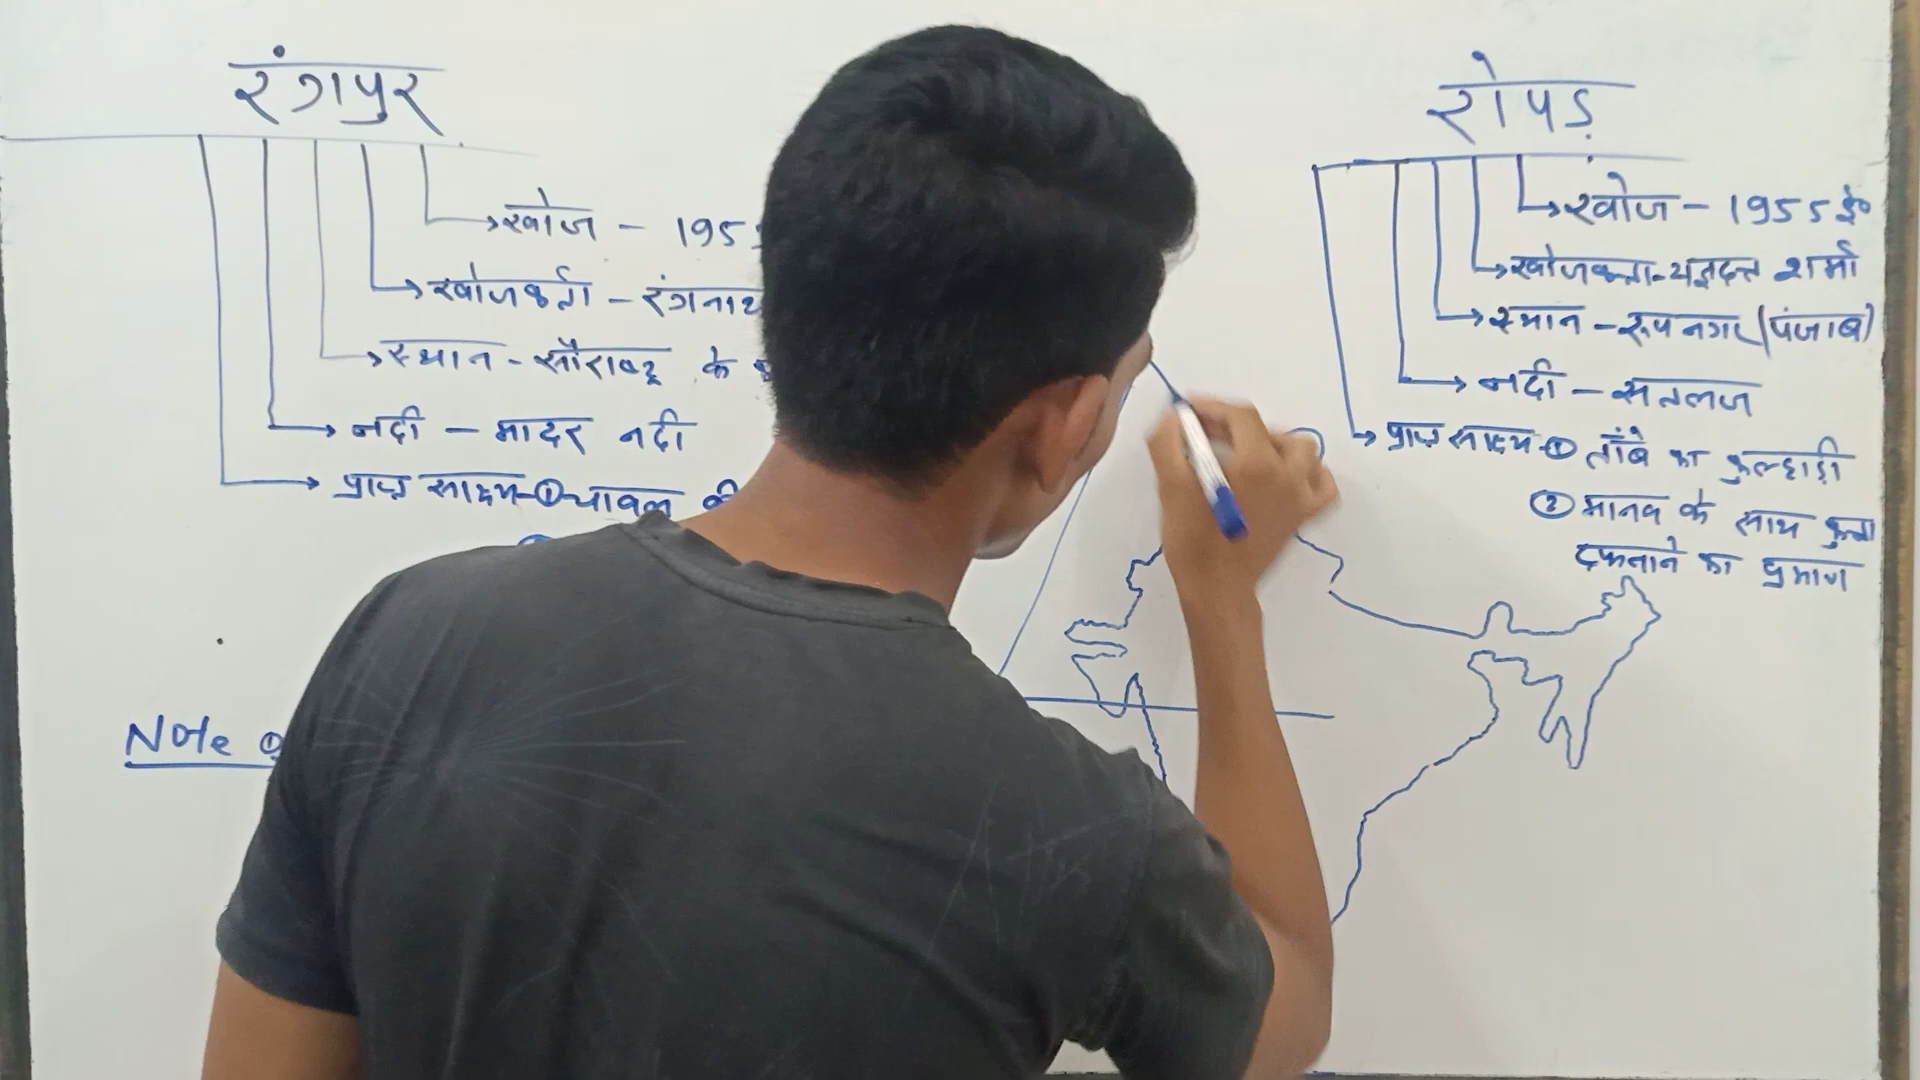 रंगपुर
खोज - 195
खोजकर्ता - रंगनाथ
स्थान - सौराष्ट्र के
नदी - मादर नदी
प्राप्त साक्ष्य - ① चावल की
Note ①
रोपड़
खोज - 1955 ई०
खोजकर्ता - यज्ञदत्त शर्मा
स्थान - रूपनगर (पंजाब)
नदी - सतलज
प्राप्त साक्ष्य - ① तांबे का कुल्हाड़ी
② मानव के साथ कुत्ता
दफनाने का प्रमाण